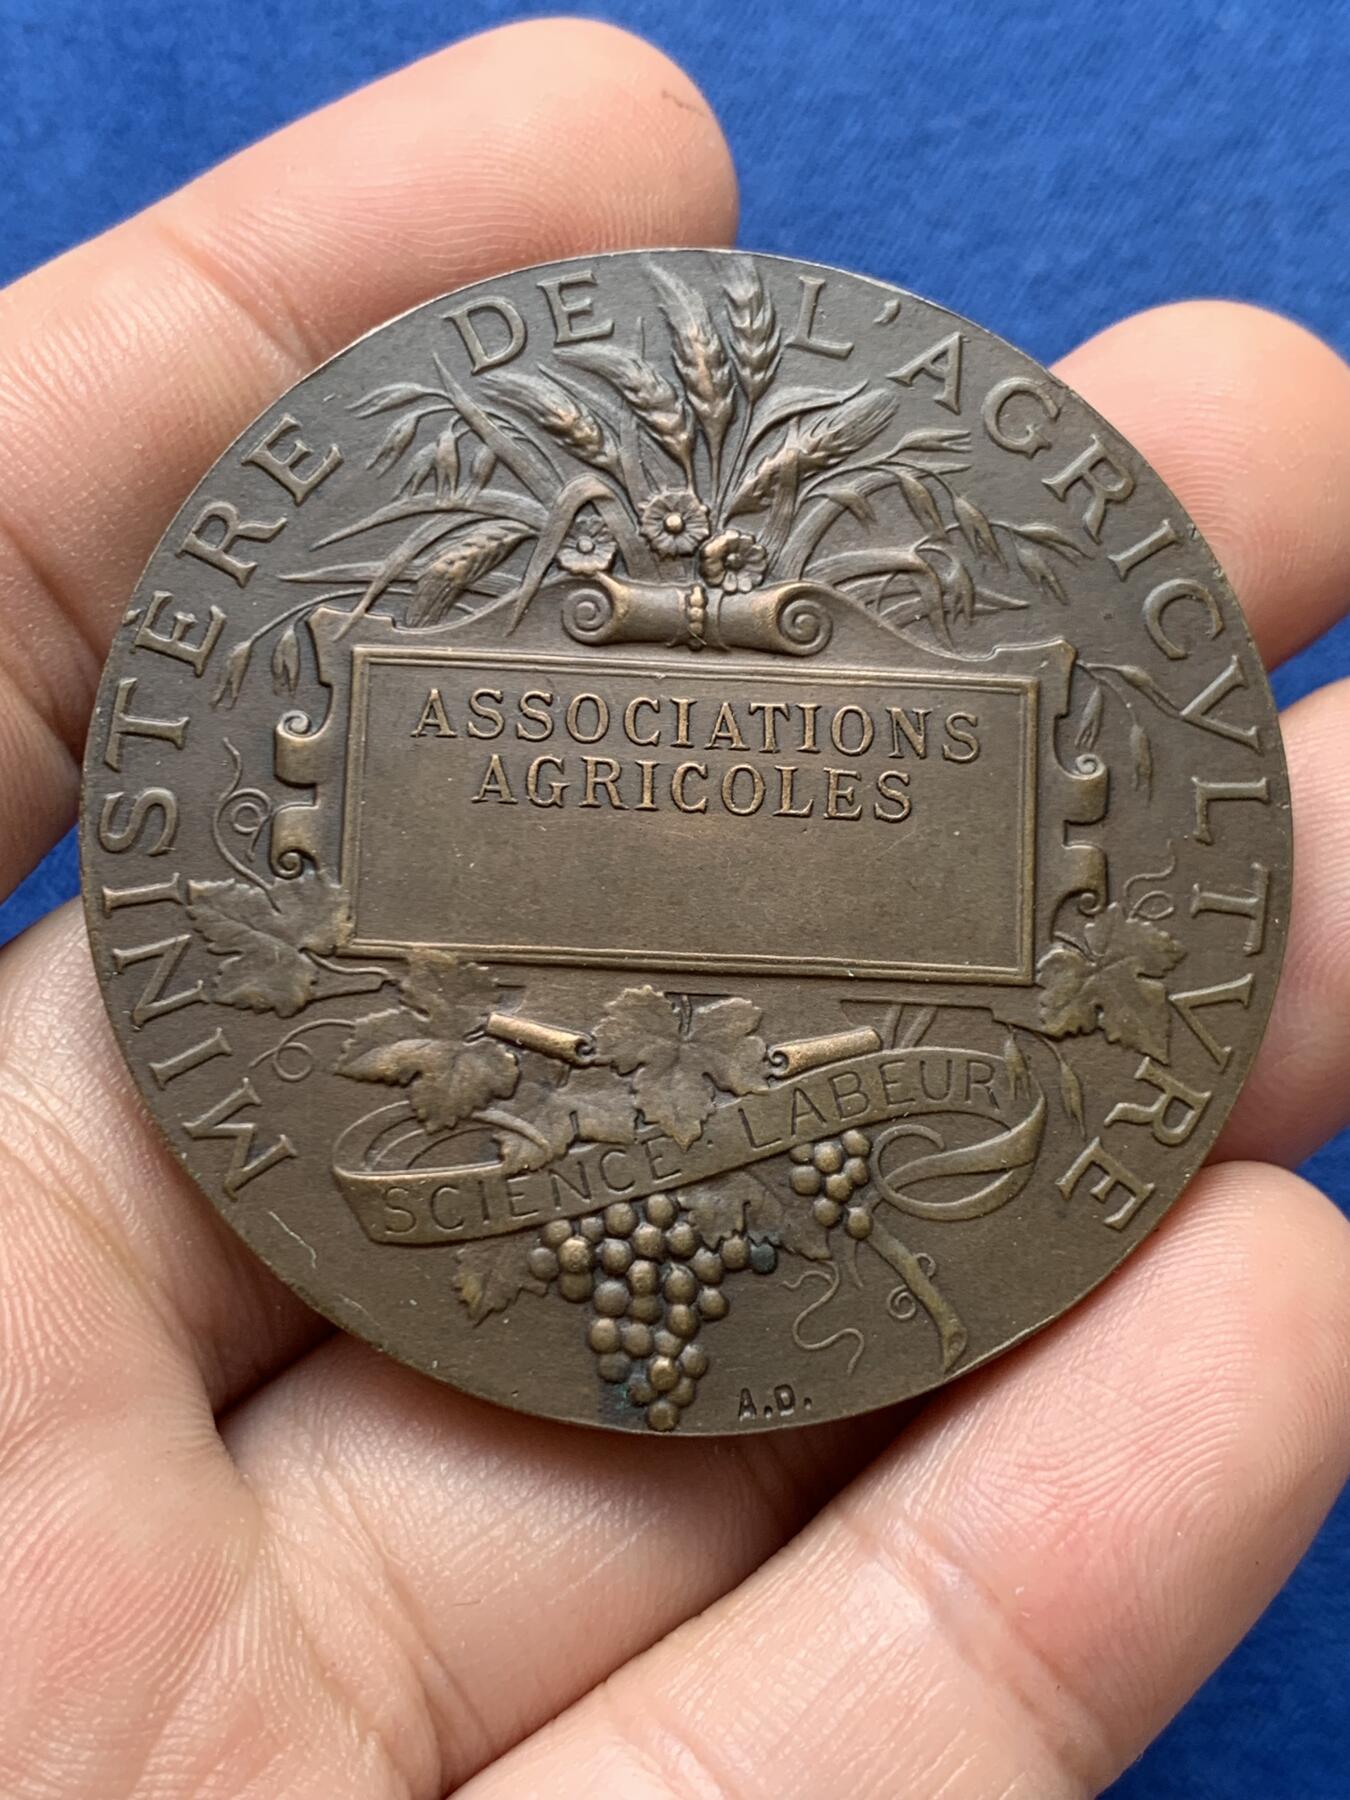 MINISTÈRE DE L'AGRICVLTVRE
ASSOCIATIONS
AGRICOLES
SCIENCE · LABEUR
A.D.